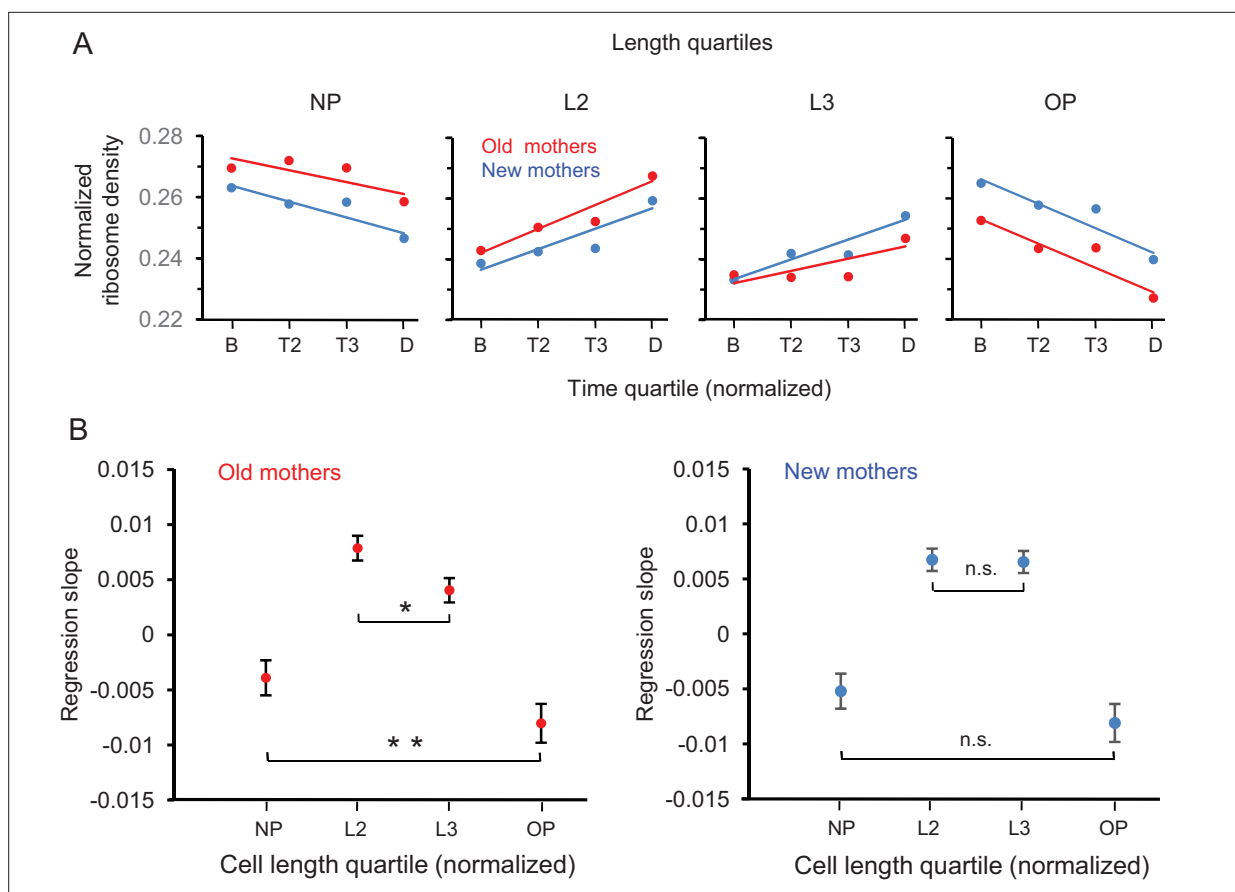 A
Length quartiles
NP L2 L3 OP
Normalized
ribosome density
0.28
0.26
0.24
0.22
Old mothers
New mothers
B T2 T3 D B T2 T3 D B T2 T3 D B T2 T3 D
Time quartile (normalized)
B
Regression slope
0.015
0.01
0.005
0
-0.005
-0.01
-0.015
Old mothers
*
* *
NP L2 L3 OP
Cell length quartile (normalized)
Regression slope
0.015
0.01
0.005
0
-0.005
-0.01
-0.015
New mothers
n.s.
n.s.
NP L2 L3 OP
Cell length quartile (normalized)